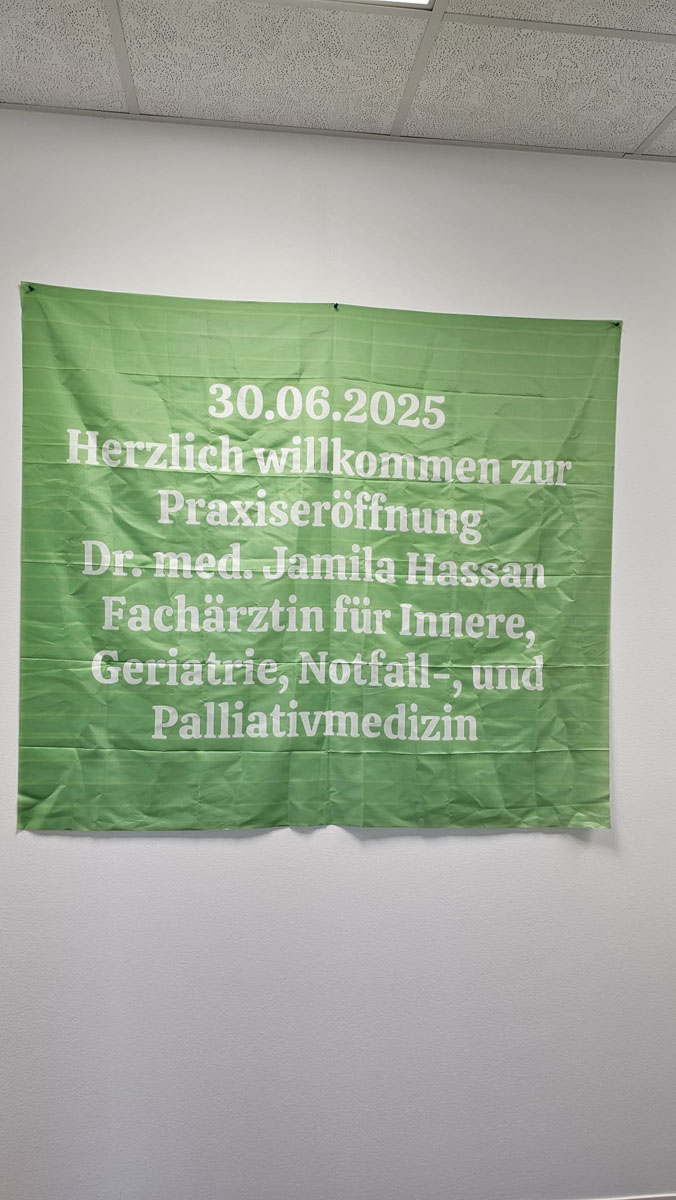 30.06.2025
Herzlich willkommen zur
Praxiseröffnung
Dr. med. Jamila Hassan
Fachärztin für Innere,
Geriatrie, Notfall-, und
Palliativmedizin